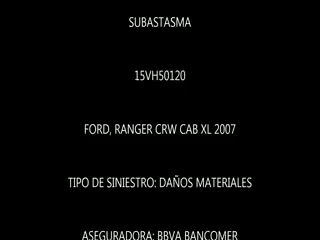 SUBASTASMA
15VH50120
FORD, RANGER CRW CAB XL 2007
TIPO DE SINIESTRO: DAÑOS MATERIALES
ASEGURADORA: BBVA BANCOMER